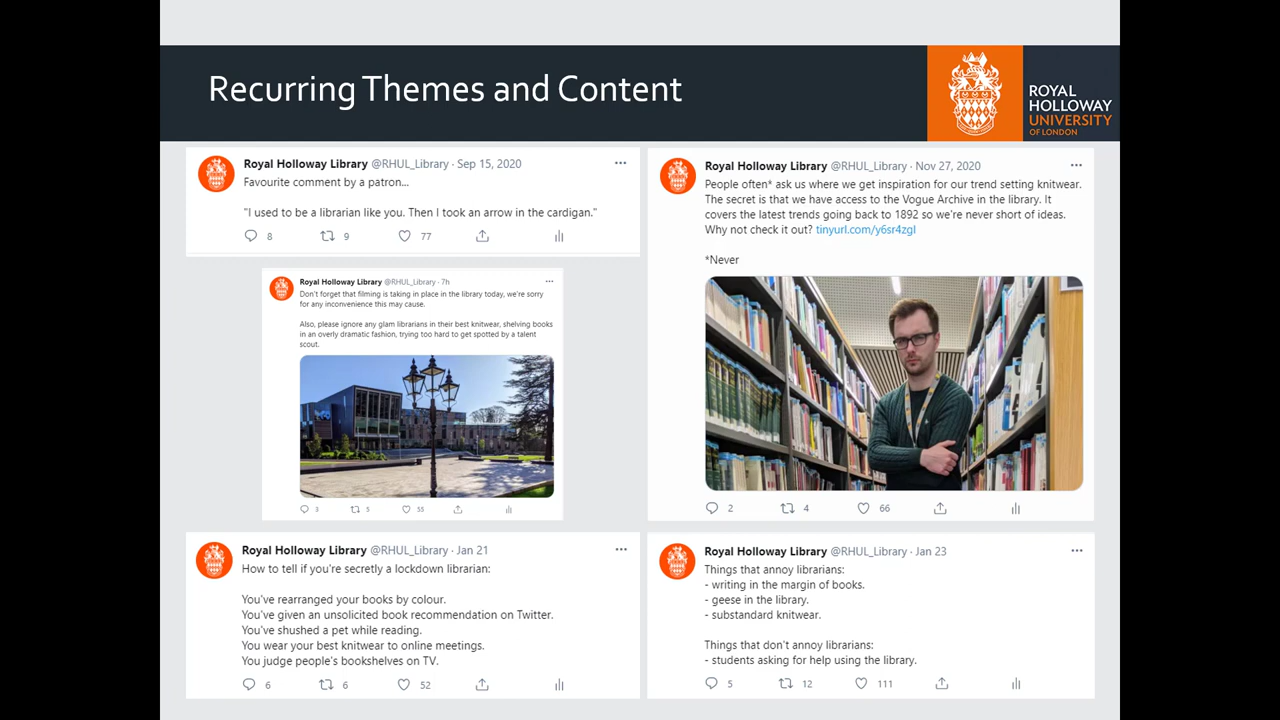 Recurring Themes and Content
ROYAL
HOLLOWAY
UNIVERSITY
OF LONDON
Royal Holloway Library @RHUL_Library · Sep 15, 2020
Favourite comment by a patron...
"I used to be a librarian like you. Then I took an arrow in the cardigan."
8 9 77
Royal Holloway Library @RHUL_Library · Nov 27, 2020
People often* ask us where we get inspiration for our trend setting knitwear.
The secret is that we have access to the Vogue Archive in the library. It
covers the latest trends going back to 1892 so we're never short of ideas.
Why not check it out? tinyurl.com/y6sr4zgl
*Never
2 4 66
Royal Holloway Library @RHUL_Library · 7h
Don't forget that filming is taking in place in the library today, we're sorry
for any inconvenience this may cause.
Also, please ignore any glam librarians in their best knitwear, shelving books
in an overly dramatic fashion, trying too hard to get spotted by a talent
scout.
3 5 55
Royal Holloway Library @RHUL_Library · Jan 21
How to tell if you're secretly a lockdown librarian:
You've rearranged your books by colour.
You've given an unsolicited book recommendation on Twitter.
You've shushed a pet while reading.
You wear your best knitwear to online meetings.
You judge people's bookshelves on TV.
6 6 52
Royal Holloway Library @RHUL_Library · Jan 23
Things that annoy librarians:
- writing in the margin of books.
- geese in the library.
- substandard knitwear.
Things that don't annoy librarians:
- students asking for help using the library.
5 12 111